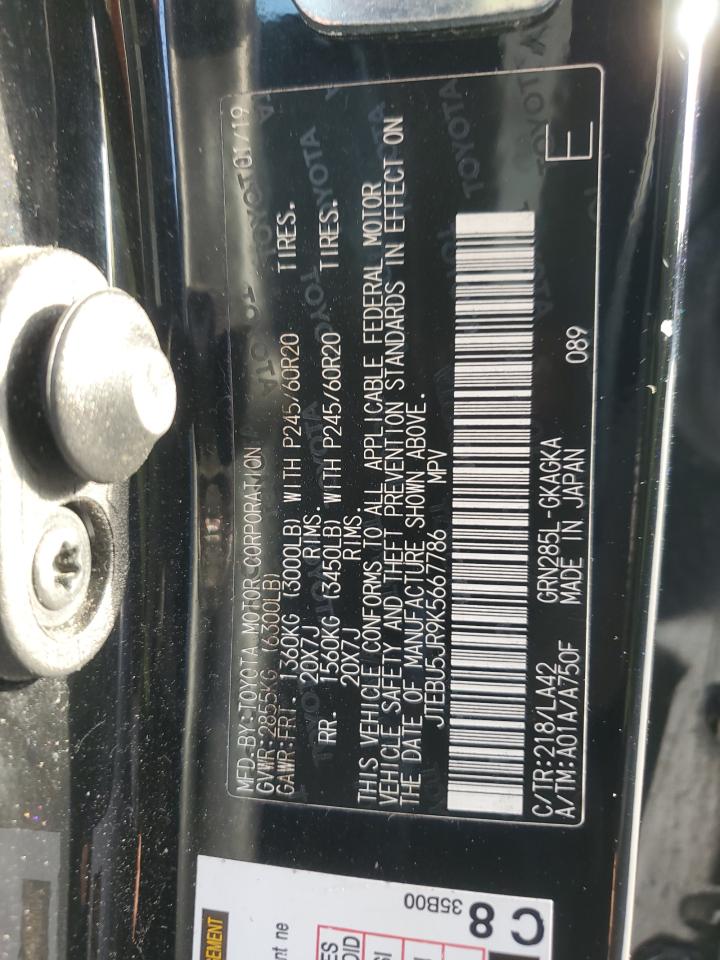 MFD. BY:TOYOTA MOTOR CORPORATION 01/19
GVWR:2855KG (6300LB)
GAWR:FRT. 1360KG (3000LB) WITH P245/60R20 TIRES.
20X7J RIMS.
RR. 1560KG (3450LB) WITH P245/60R20 TIRES.
20X7J RIMS.
THIS VEHICLE CONFORMS TO ALL APPLICABLE FEDERAL MOTOR
VEHICLE SAFETY AND THEFT PREVENTION STANDARDS IN EFFECT ON
THE DATE OF MANUFACTURE SHOWN ABOVE.
JTEBU5JR9K5667786 MPV
C/TR:218/LA42 GRN285L-GKAGKA 089 E
A/TM:A01A/A750F MADE IN JAPAN
C8
35B00